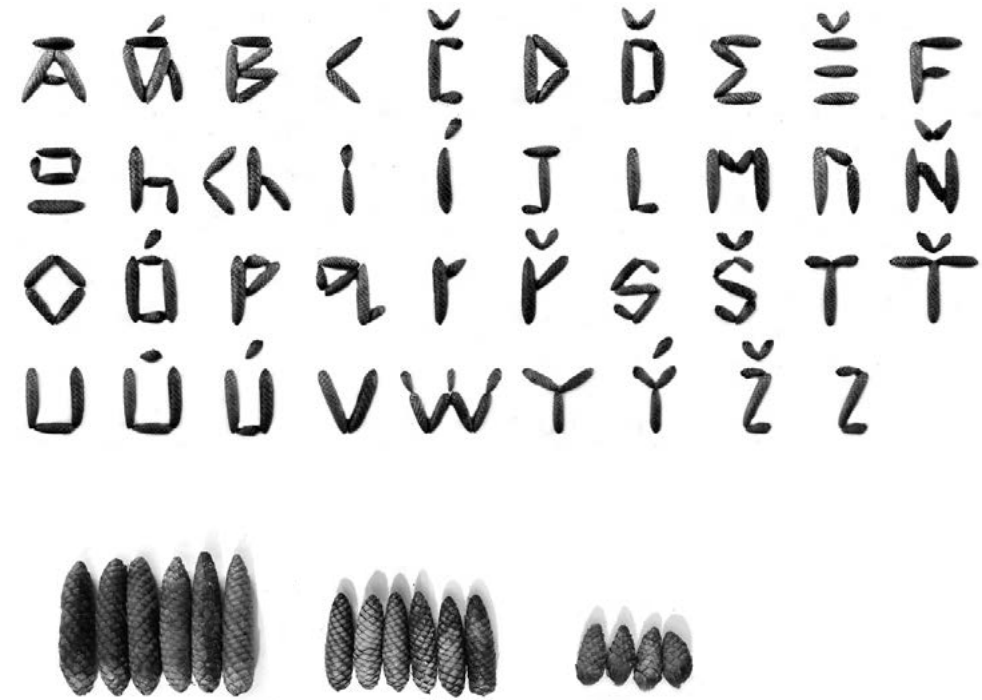 A Á B C Č D Ď E Ě F
g h Ch i Í J L M n Ň
O Ó P q r Ř S Š T Ť
U Ů Ú V W Y Ý Ž Z